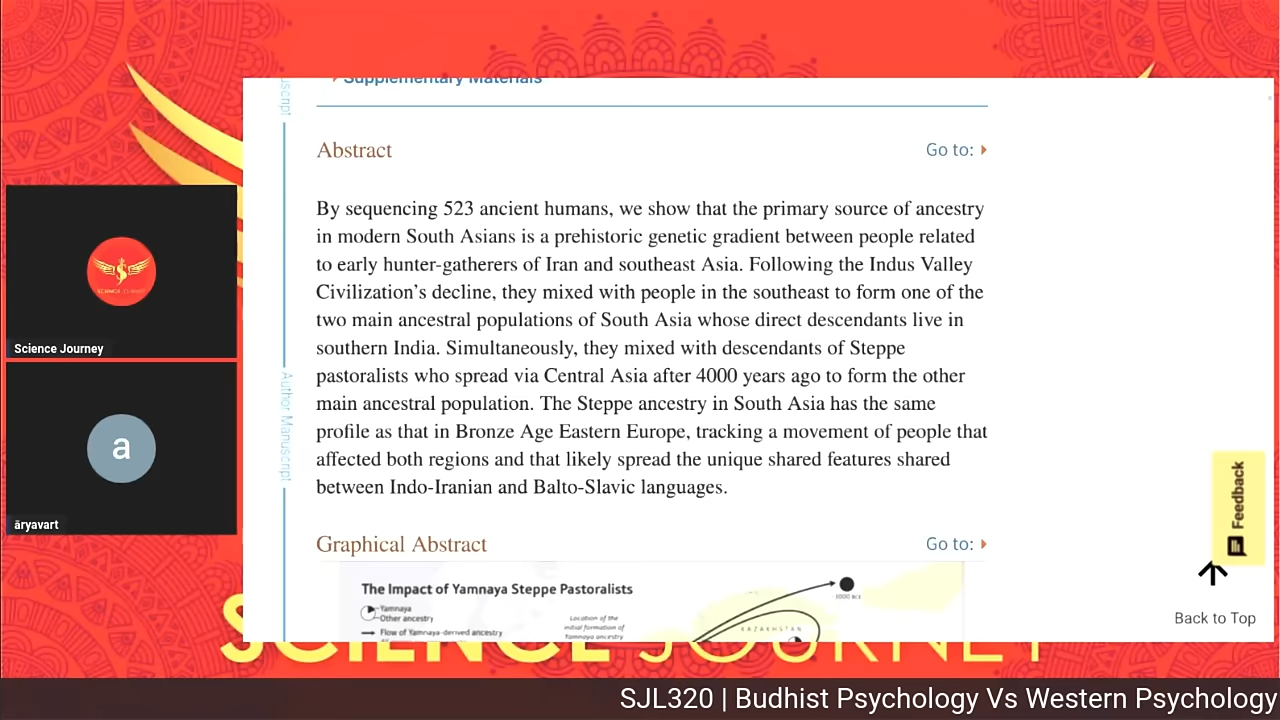 Supplementary Materials
Abstract
Go to:
By sequencing 523 ancient humans, we show that the primary source of ancestry
in modern South Asians is a prehistoric genetic gradient between people related
to early hunter-gatherers of Iran and southeast Asia. Following the Indus Valley
Civilization’s decline, they mixed with people in the southeast to form one of the
two main ancestral populations of South Asia whose direct descendants live in
southern India. Simultaneously, they mixed with descendants of Steppe
pastoralists who spread via Central Asia after 4000 years ago to form the other
main ancestral population. The Steppe ancestry in South Asia has the same
profile as that in Bronze Age Eastern Europe, tracking a movement of people that
affected both regions and that likely spread the unique shared features shared
between Indo-Iranian and Balto-Slavic languages.
Graphical Abstract
Go to:
The Impact of Yamnaya Steppe Pastoralists
Yamnaya
Other ancestry
Flow of Yamnaya-derived ancestry
Location of the
initial formation of
Yamnaya ancestry
KAZAKHSTAN
Author Manuscript
Feedback
Back to Top
Science Journey
a
āryavart
SCIENCE JOURNEY
SJL320 | Budhist Psychology Vs Western Psychology